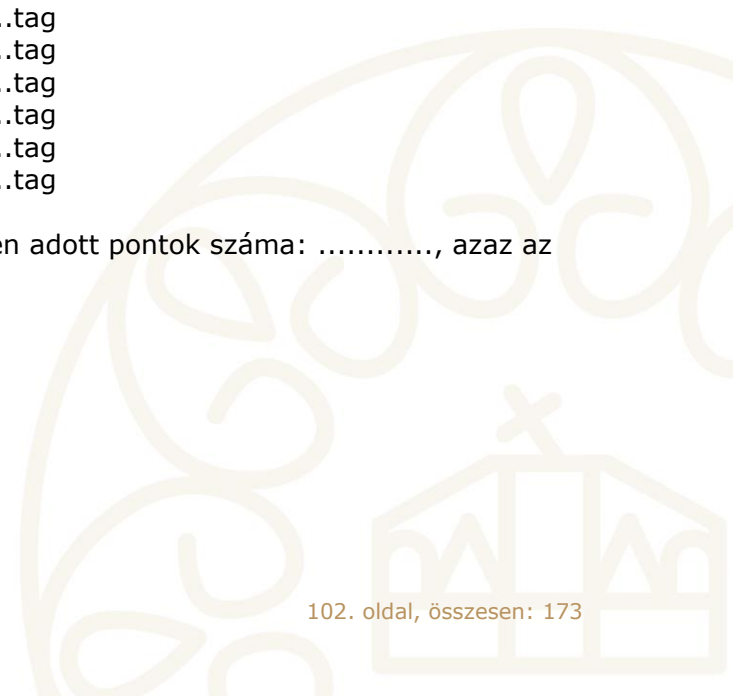 ..tag
..tag
..tag
..tag
..tag
..tag
en adott pontok száma: ............, azaz az
102. oldal, összesen: 173